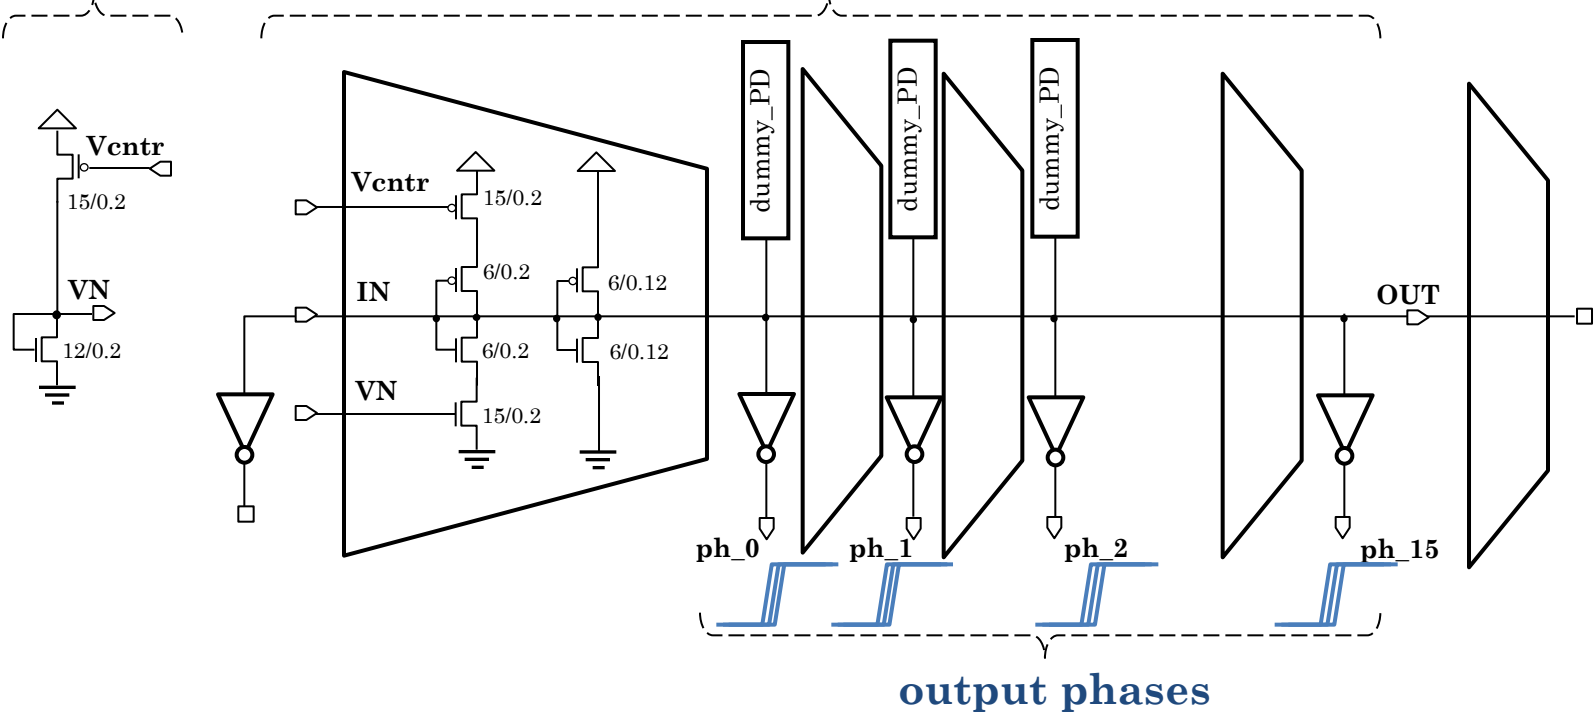 dummy_PD
dummy_PD
dummy_PD
Vcntr
15/0.2
VN
12/0.2
Vcntr
15/0.2
6/0.2
6/0.12
IN
6/0.2
6/0.12
VN
15/0.2
OUT
ph_0
ph_1
ph_2
ph_15
output phases